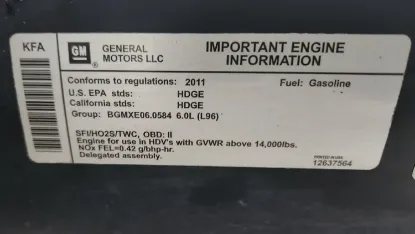 KFA
GM
GENERAL MOTORS LLC
IMPORTANT ENGINE INFORMATION
Conforms to regulations: 2011
Fuel: Gasoline
U.S. EPA stds: HDGE
California stds: HDGE
Group: BGMXE06.0584 6.0L (L96)
SFI/HO2S/TWC, OBD: II
Engine for use in HDV's with GVWR above 14,000lbs.
NOx FEL=0.42 g/bhp-hr.
Delegated assembly.
12637564